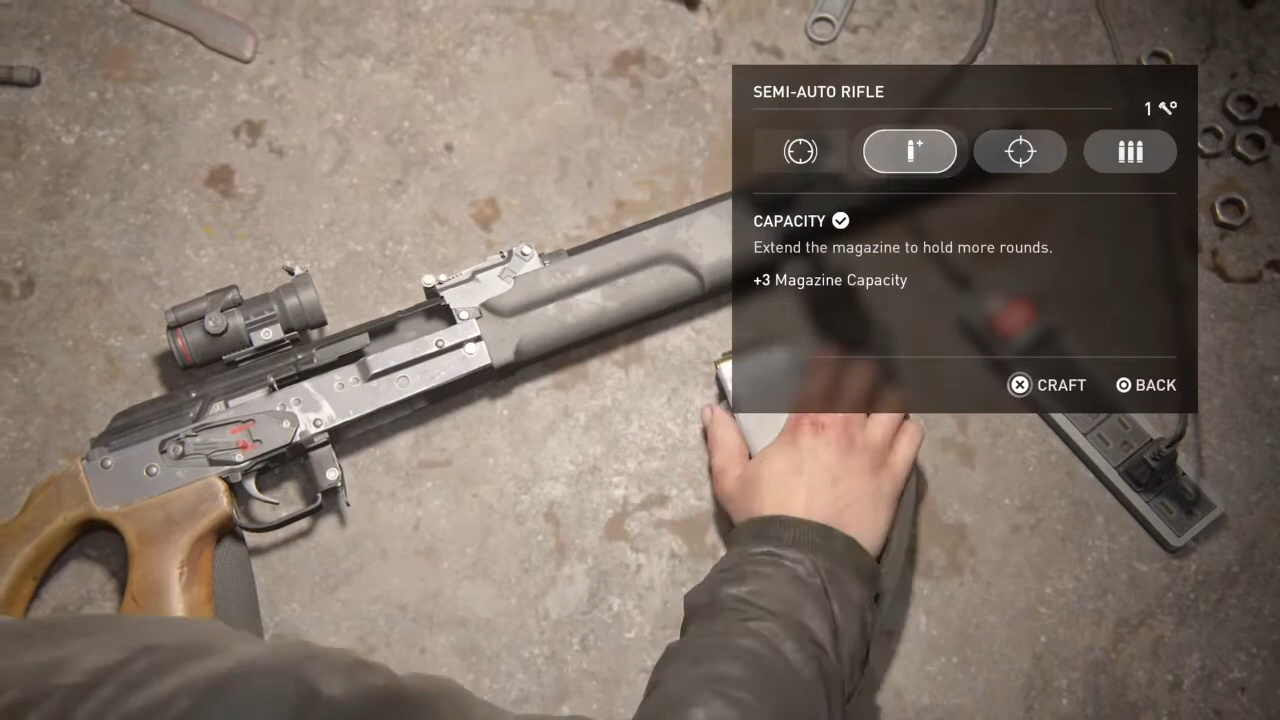 SEMI-AUTO RIFLE
1
CAPACITY
Extend the magazine to hold more rounds.
+3 Magazine Capacity
CRAFT BACK